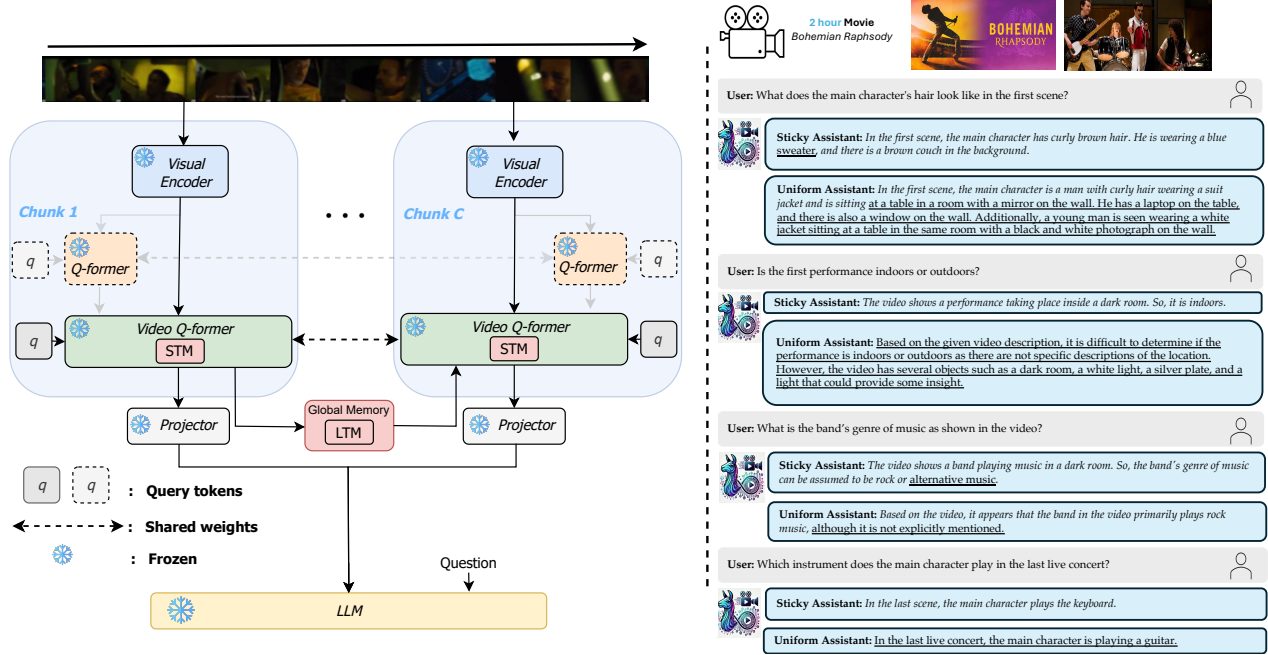 Visual
Encoder
Chunk 1
q
Q-former
Video Q-former
STM
q
Projector
. . .
Visual
Encoder
Chunk C
Q-former
q
Video Q-former
STM
q
Projector
Global Memory
LTM
q
q
: Query tokens
: Shared weights
: Frozen
Question
LLM
2 hour Movie
Bohemian Raphsody
BOHEMIAN
RHAPSODY
User: What does the main character's hair look like in the first scene?
Sticky Assistant: In the first scene, the main character has curly brown hair. He is wearing a blue
sweater, and there is a brown couch in the background.
Uniform Assistant: In the first scene, the main character is a man with curly hair wearing a suit
jacket and is sitting at a table in a room with a mirror on the wall. He has a laptop on the table,
and there is also a window on the wall. Additionally, a young man is seen wearing a white
jacket sitting at a table in the same room with a black and white photograph on the wall.
User: Is the first performance indoors or outdoors?
Sticky Assistant: The video shows a performance taking place inside a dark room. So, it is indoors.
Uniform Assistant: Based on the given video description, it is difficult to determine if the
performance is indoors or outdoors as there are not specific descriptions of the location.
However, the video has several objects such as a dark room, a white light, a silver plate, and a
light that could provide some insight.
User: What is the band's genre of music as shown in the video?
Sticky Assistant: The video shows a band playing music in a dark room. So, the band's genre of music
can be assumed to be rock or alternative music.
Uniform Assistant: Based on the video, it appears that the band in the video primarily plays rock
music, although it is not explicitly mentioned.
User: Which instrument does the main character play in the last live concert?
Sticky Assistant: In the last scene, the main character plays the keyboard.
Uniform Assistant: In the last live concert, the main character is playing a guitar.